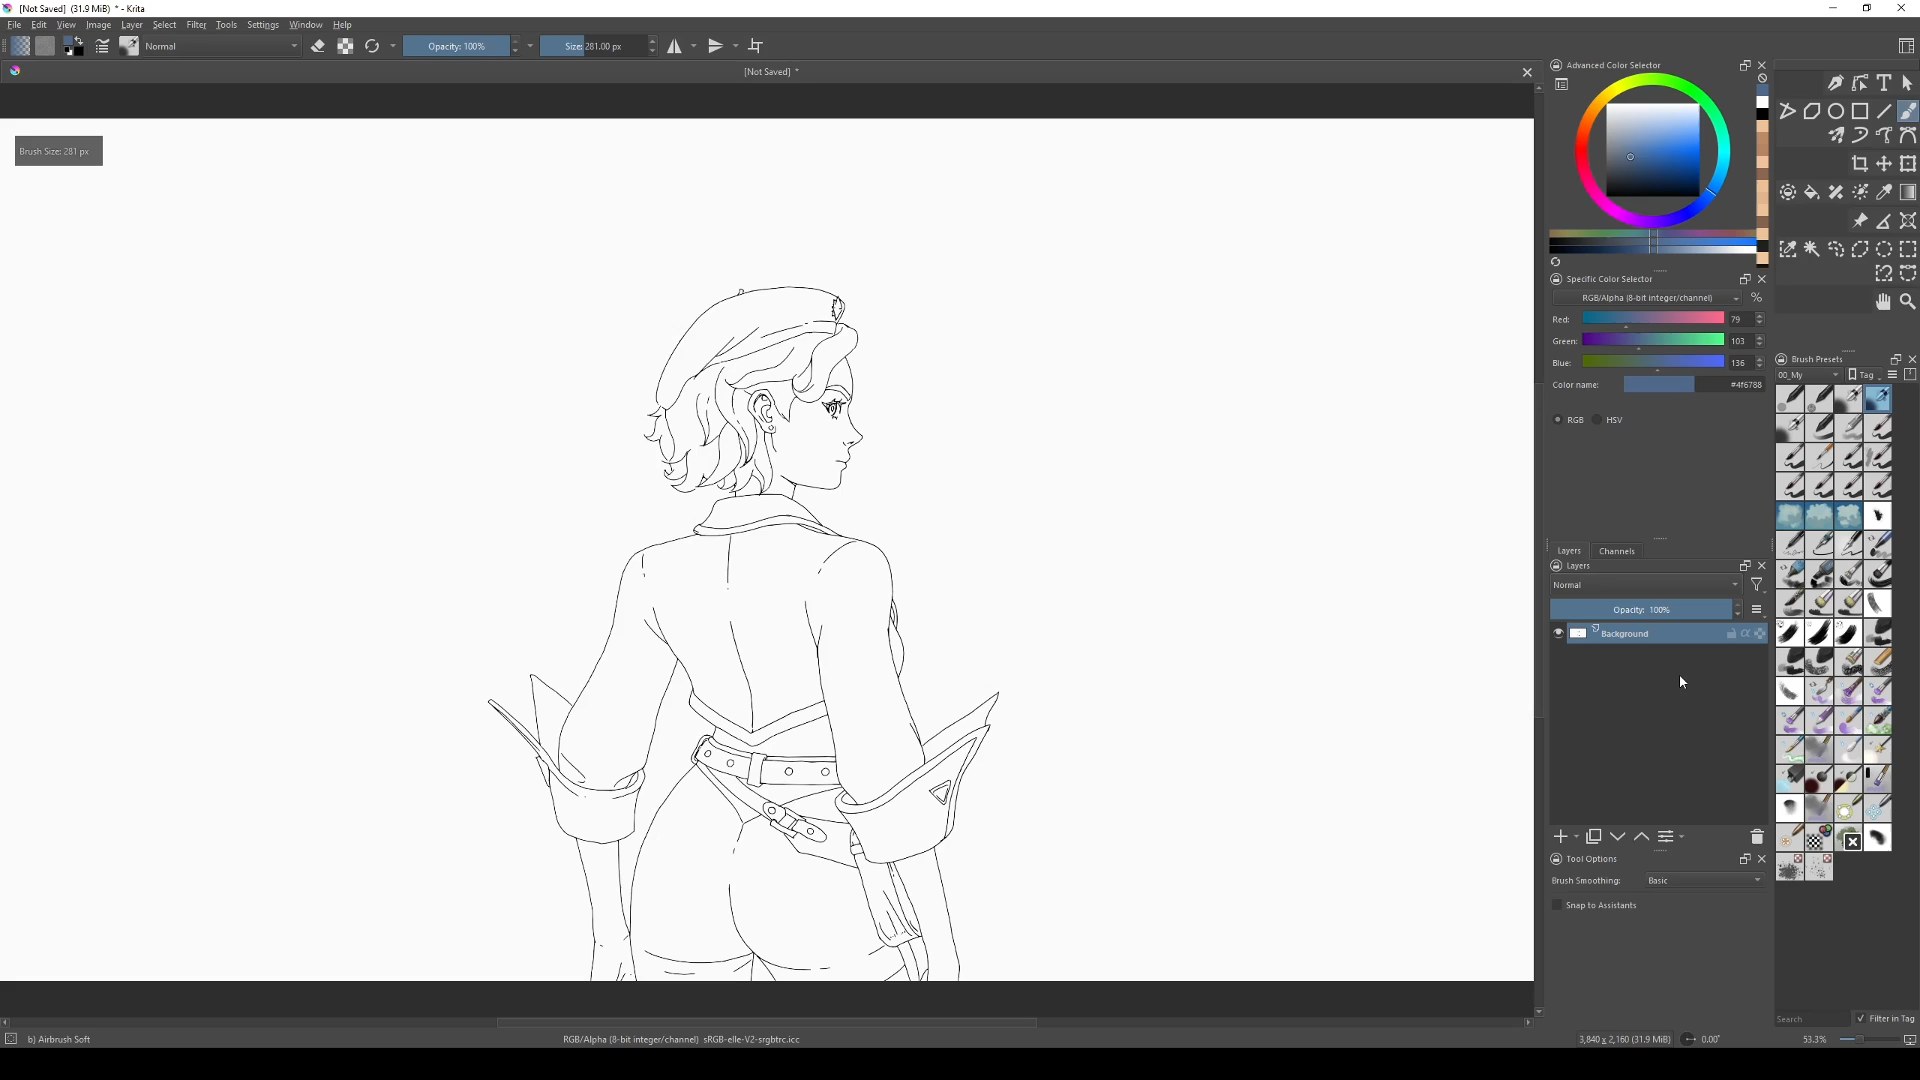 [Not Saved] (31.9 MiB) * - Krita
File Edit View Image Layer Select Filter Tools Settings Window Help
Normal
Opacity: 100%
Size: 281.00 px
[Not Saved] *
Brush Size: 281 px
Advanced Color Selector
Specific Color Selector
RGB/Alpha (8-bit integer/channel)
%
Red: 79
Green: 103
Blue: 136
Color name: #4f6788
RGB HSV
Layers Channels
Layers
Normal
Opacity: 100%
Background
Tool Options
Brush Smoothing: Basic
Snap to Assistants
Brush Presets
00_My
Tag
Search
Filter in Tag
b) Airbrush Soft
RGB/Alpha (8-bit integer/channel) sRGB-elle-V2-srgbtrc.icc
3,840 x 2,160 (31.9 MiB)
0.00°
53.3%